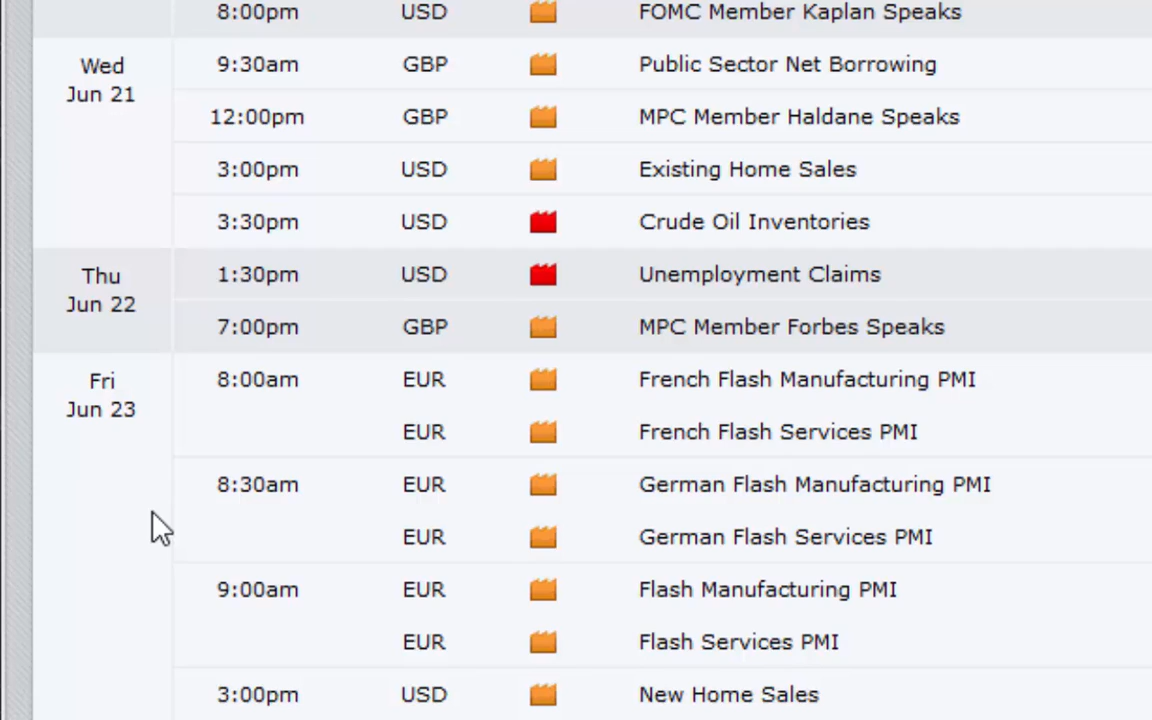 8:00pm USD FOMC Member Kaplan Speaks
Wed
Jun 21
9:30am GBP Public Sector Net Borrowing
12:00pm GBP MPC Member Haldane Speaks
3:00pm USD Existing Home Sales
3:30pm USD Crude Oil Inventories
Thu
Jun 22
1:30pm USD Unemployment Claims
7:00pm GBP MPC Member Forbes Speaks
Fri
Jun 23
8:00am EUR French Flash Manufacturing PMI
EUR French Flash Services PMI
8:30am EUR German Flash Manufacturing PMI
EUR German Flash Services PMI
9:00am EUR Flash Manufacturing PMI
EUR Flash Services PMI
3:00pm USD New Home Sales